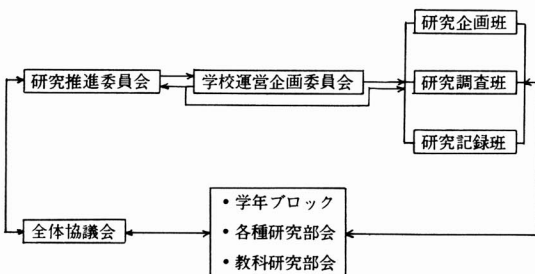 研究企画班
研究推進委員会
学校運営企画委員会
研究調査班
研究記録班
・学年ブロック
全体協議会
・各種研究部会
・教科研究部会